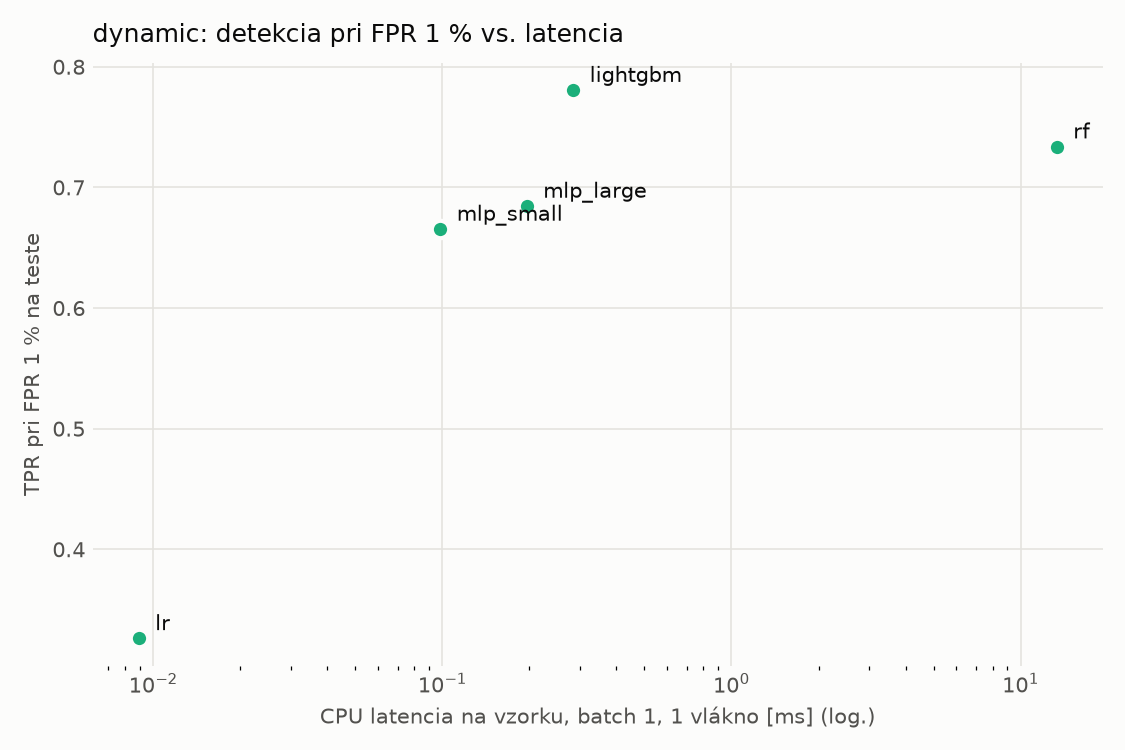 dynamic: detekcia pri FPR 1 % vs. latencia
TPR pri FPR 1 % na teste
0.8
0.7
0.6
0.5
0.4
lightgbm
rf
mlp_large
mlp_small
lr
10⁻² 10⁻¹ 10⁰ 10¹
CPU latencia na vzorku, batch 1, 1 vlákno [ms] (log.)